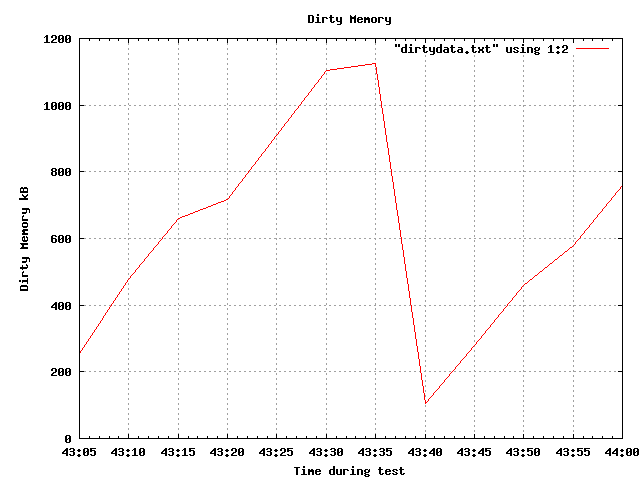 Dirty Memory
"dirtydata.txt" using 1:2
1200
1000
800
600
400
200
0
Dirty Memory kB
43:05 43:10 43:15 43:20 43:25 43:30 43:35 43:40 43:45 43:50 43:55 44:00
Time during test